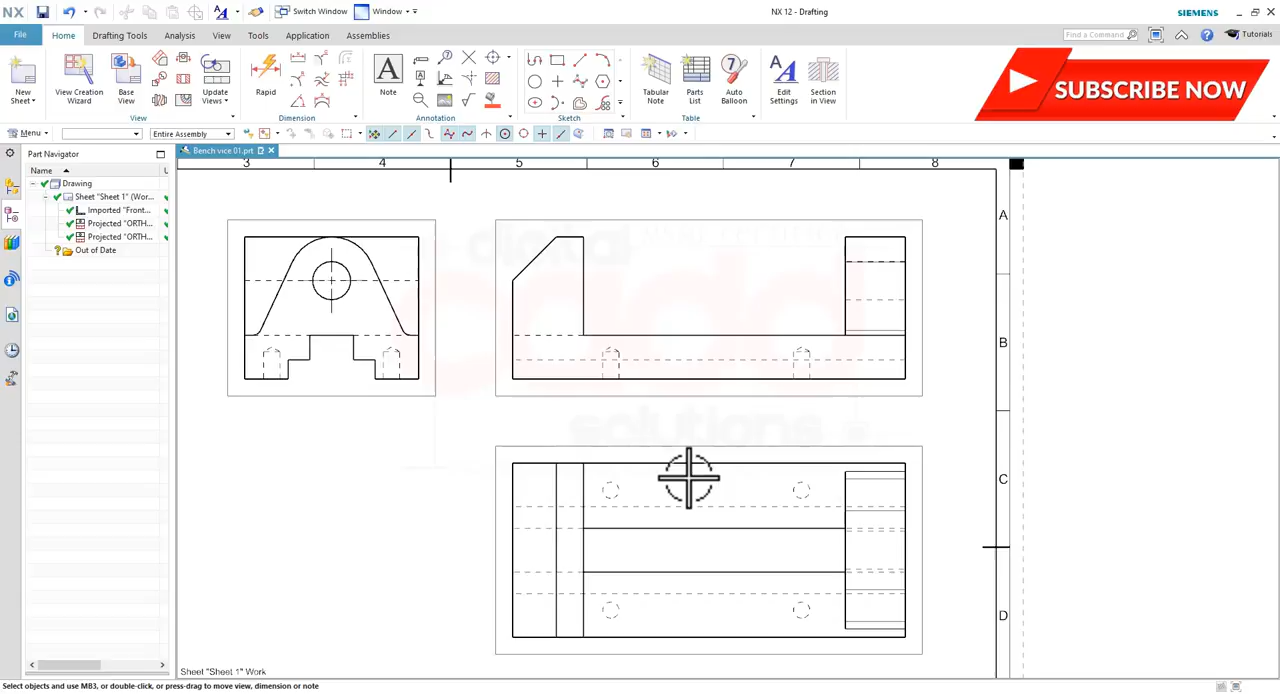 NX
Switch Window
Window
NX 12 - Drafting
SIEMENS
File
Home
Drafting Tools
Analysis
View
Tools
Application
Assemblies
Find a Command
Tutorials
New
Sheet
View Creation
Wizard
Base
View
Update
Views
View
Rapid
Dimension
A
Note
Annotation
Sketch
Tabular
Note
Parts
List
7
Auto
Balloon
Table
Edit
Settings
Section
in View
SUBSCRIBE NOW
Menu
Entire Assembly
Part Navigator
Bench vice 01.prt
Name
Drawing
Sheet "Sheet 1" (Wor...
Imported "Front...
Projected "ORTH...
Projected "ORTH...
Out of Date
3
4
5
6
7
8
A
B
C
D
digital
cadd
solutions
Sheet "Sheet 1" Work
Select objects and use MB3, or double-click, or press-drag to move view, dimension or note